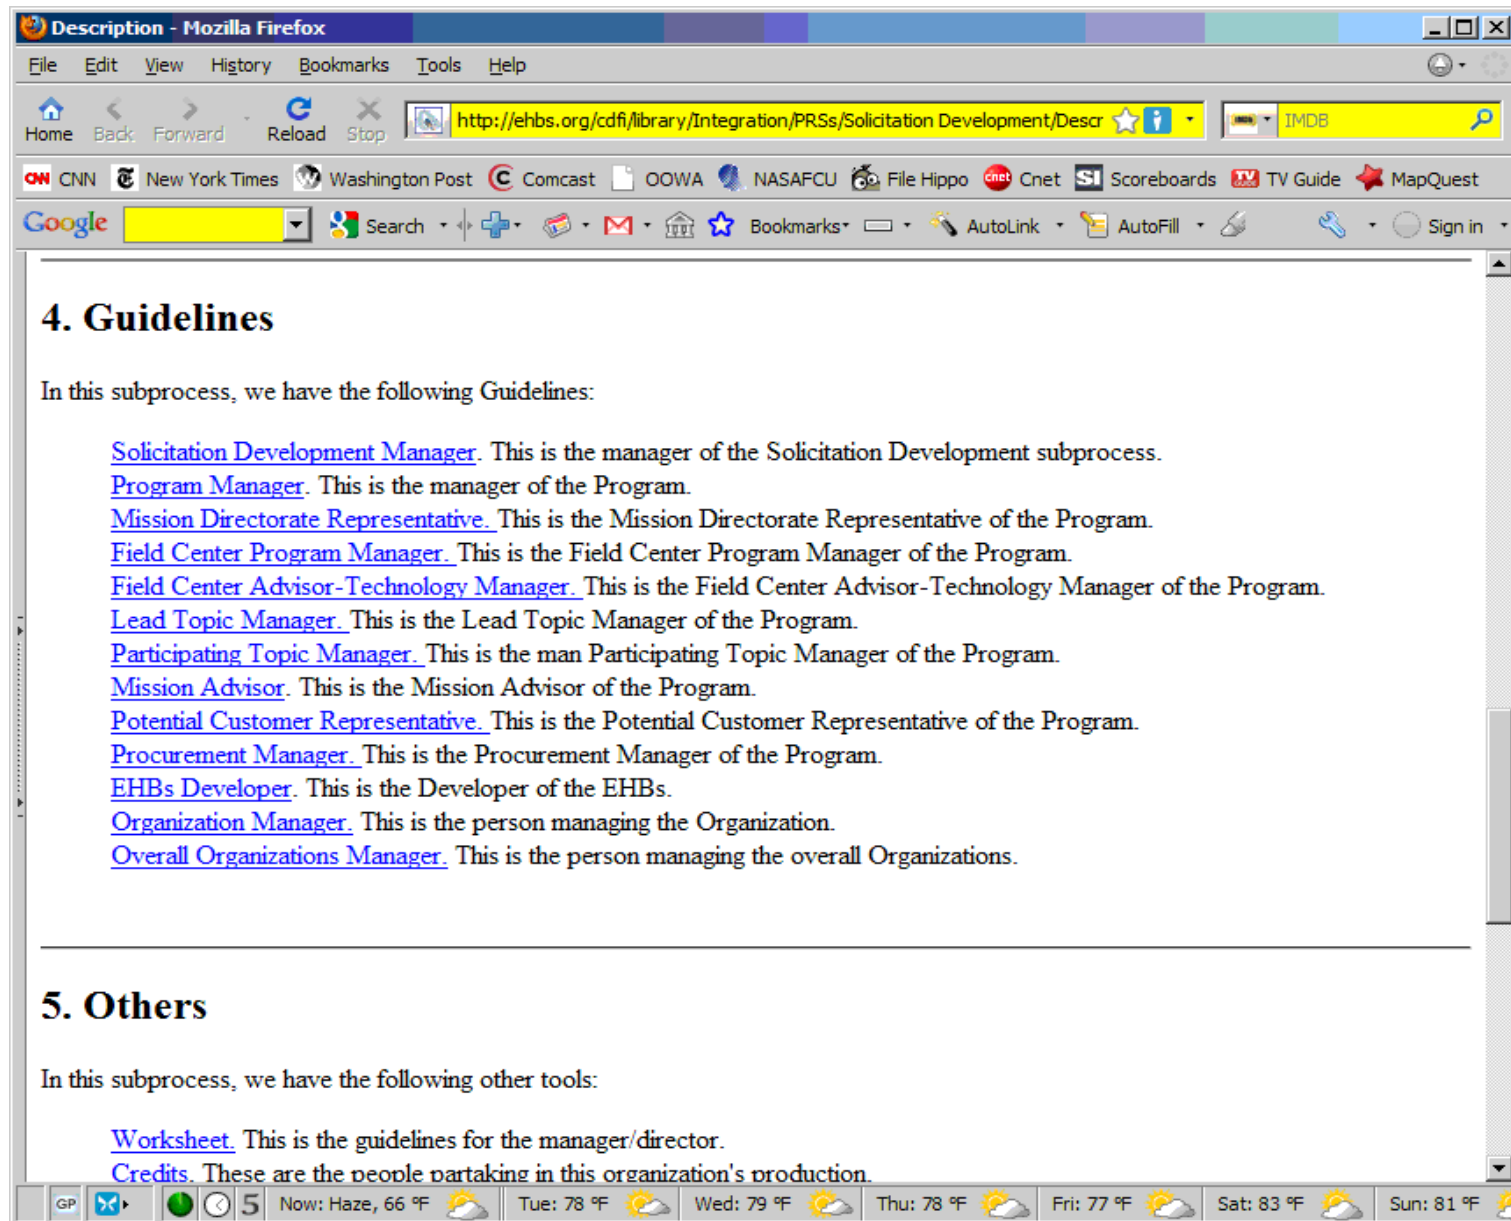 Description - Mozilla Firefox
File Edit View History Bookmarks Tools Help
Home Back Forward Reload Stop http://ehbs.org/cdfi/library/Integration/PRSs/Solicitation Development/Descr IMDB
CNN CNN New York Times Washington Post Comcast OOWA NASAFCU File Hippo cnet Cnet SI Scoreboards TV Guide MapQuest
Google Search Bookmarks AutoLink AutoFill Sign in
4. Guidelines
In this subprocess, we have the following Guidelines:
Solicitation Development Manager. This is the manager of the Solicitation Development subprocess.
Program Manager. This is the manager of the Program.
Mission Directorate Representative. This is the Mission Directorate Representative of the Program.
Field Center Program Manager. This is the Field Center Program Manager of the Program.
Field Center Advisor-Technology Manager. This is the Field Center Advisor-Technology Manager of the Program.
Lead Topic Manager. This is the Lead Topic Manager of the Program.
Participating Topic Manager. This is the man Participating Topic Manager of the Program.
Mission Advisor. This is the Mission Advisor of the Program.
Potential Customer Representative. This is the Potential Customer Representative of the Program.
Procurement Manager. This is the Procurement Manager of the Program.
EHBs Developer. This is the Developer of the EHBs.
Organization Manager. This is the person managing the Organization.
Overall Organizations Manager. This is the person managing the overall Organizations.
5. Others
In this subprocess, we have the following other tools:
Worksheet. This is the guidelines for the manager/director.
Credits. These are the people partaking in this organization's production.
GP 5 Now: Haze, 66 °F Tue: 78 °F Wed: 79 °F Thu: 78 °F Fri: 77 °F Sat: 83 °F Sun: 81 °F